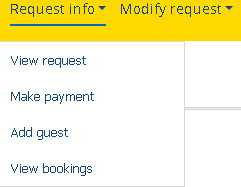 Request info Modify request
View request
Make payment
Add guest
View bookings